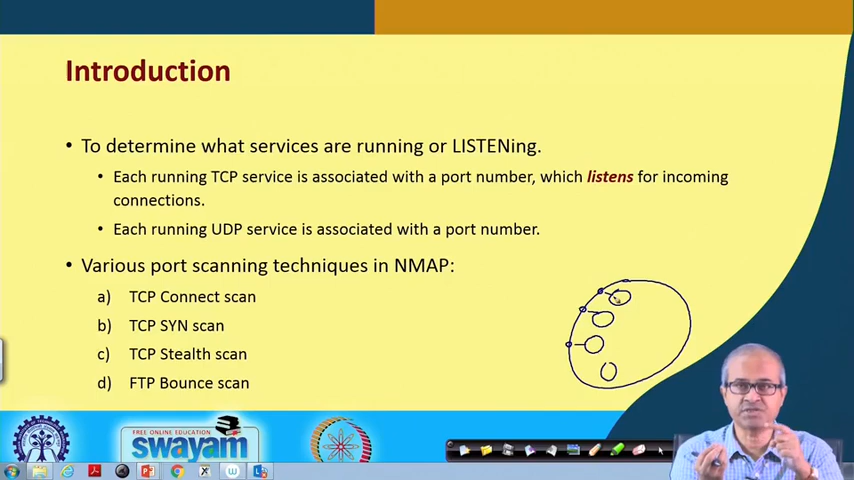 Introduction
• To determine what services are running or LISTENing.
• Each running TCP service is associated with a port number, which listens for incoming
connections.
• Each running UDP service is associated with a port number.
• Various port scanning techniques in NMAP:
a) TCP Connect scan
b) TCP SYN scan
c) TCP Stealth scan
d) FTP Bounce scan
FREE ONLINE EDUCATION
swayam